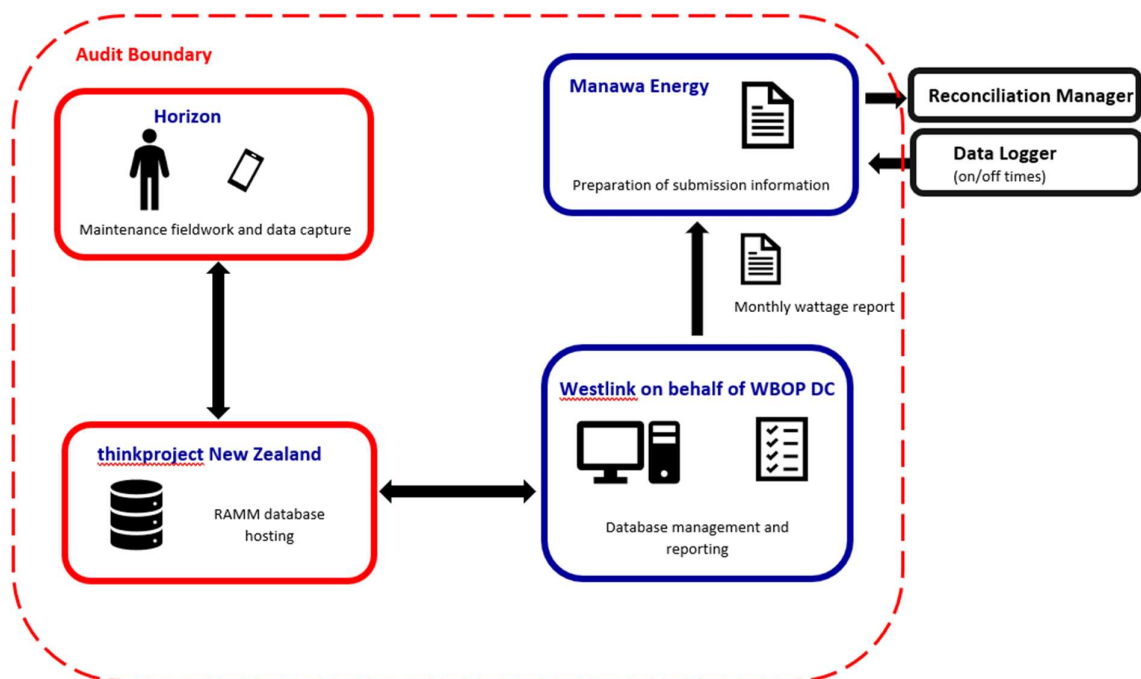 Audit Boundary
Horizon
Maintenance fieldwork and data capture
Manawa Energy
Preparation of submission information
Reconciliation Manager
Data Logger
(on/off times)
Monthly wattage report
thinkproject New Zealand
RAMM database
hosting
Westlink on behalf of WBOP DC
Database management and
reporting